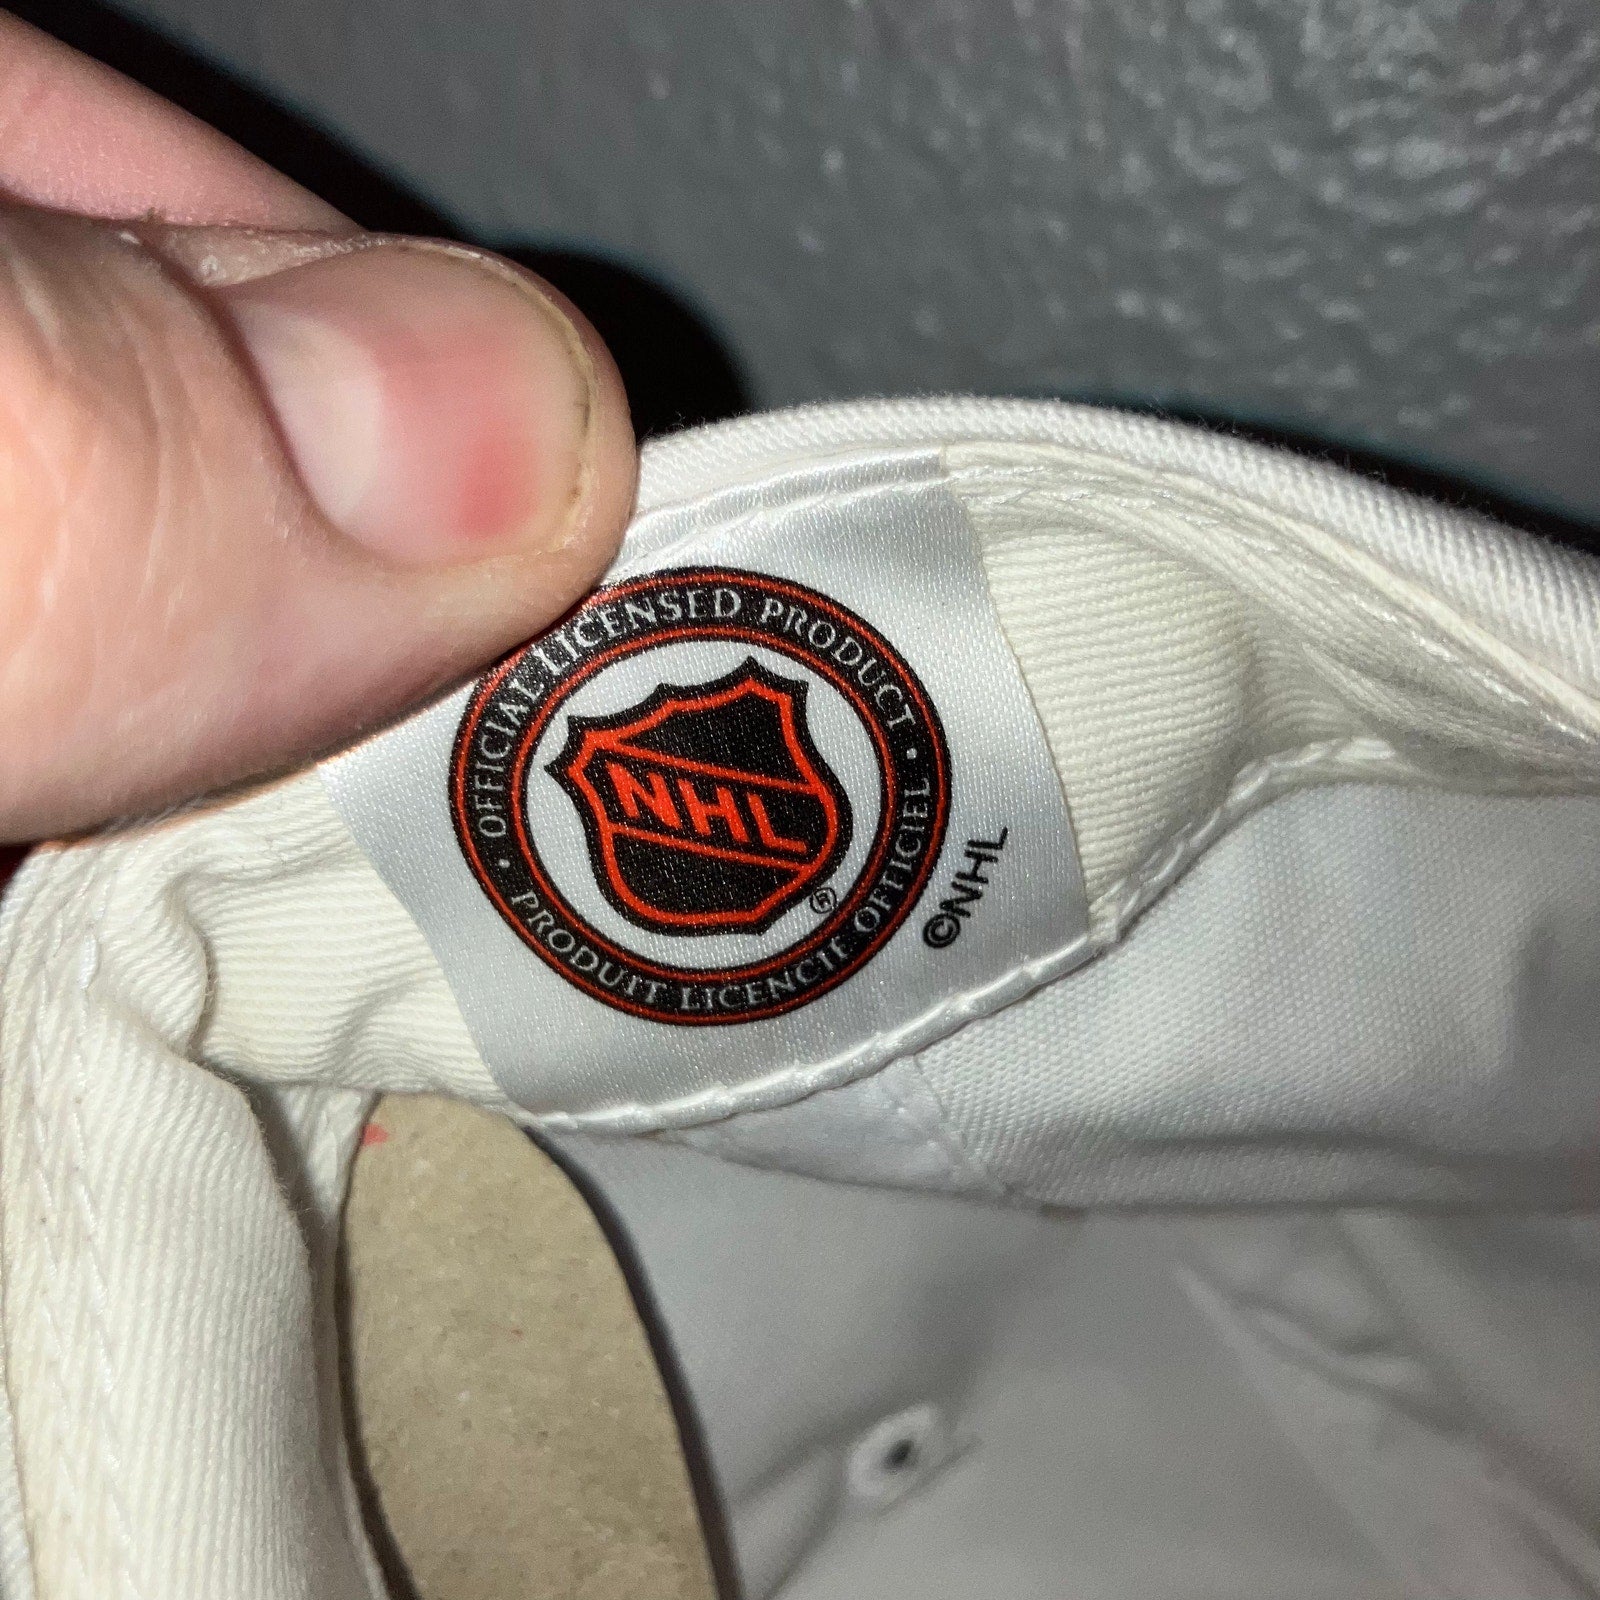 OFFICIAL LICENSED PRODUCT
NHL
®
• PRODUIT LICENCIÉ OFFICIEL •
©NHL